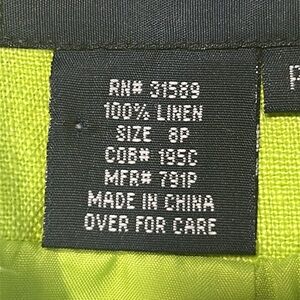 RN# 31589
100% LINEN
SIZE 8P
COB# 195C
MFR# 791P
MADE IN CHINA
OVER FOR CARE
P